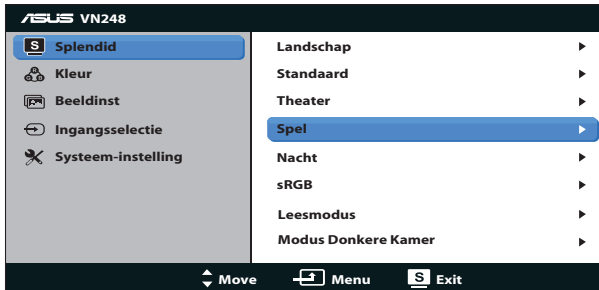 ASUS VN248
S Splendid
Kleur
Beeldinst
Ingangsselectie
Systeem-instelling
Landschap
Standaard
Theater
Spel
Nacht
sRGB
Leesmodus
Modus Donkere Kamer
Move Menu S Exit